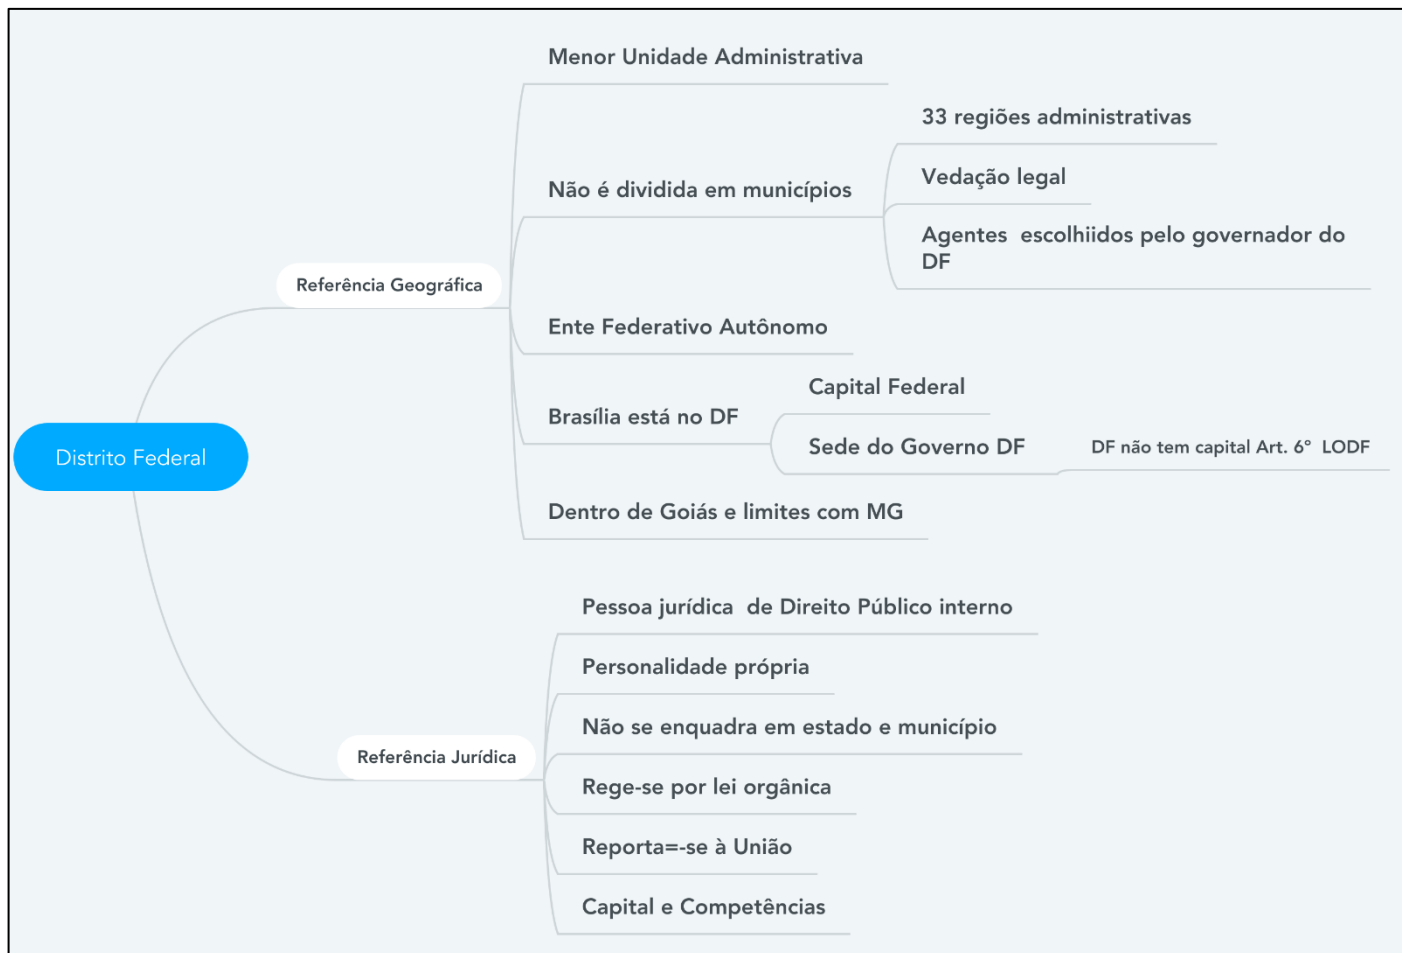 Menor Unidade Administrativa
33 regiões administrativas
Vedação legal
Não é dividida em municípios
Agentes  escolhiidos pelo governador do
DF
Referência Geográfica
Ente Federativo Autônomo
Capital Federal
Brasília está no DF
Sede do Governo DF
DF não tem capital Art. 6º  LODF
Distrito Federal
Dentro de Goiás e limites com MG
Pessoa jurídica  de Direito Público interno
Personalidade própria
Não se enquadra em estado e município
Referência Jurídica
Rege-se por lei orgânica
Reporta=-se à União
Capital e Competências